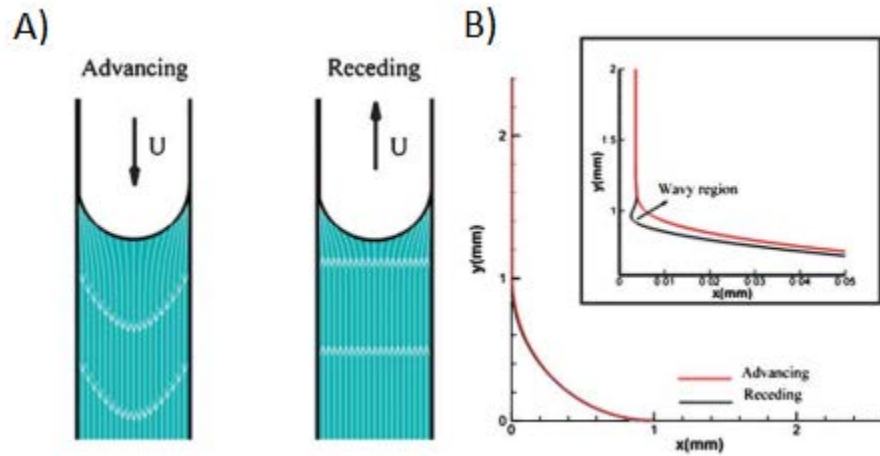 A)
Advancing
U
Receding
U
B)
y(mm)
2
1
0
0
1
2
x(mm)
Advancing
Receding
y(mm)
2
1 5
1
Wavy region
0
0 01
0 02
0 03
0 04
0 05
x(mm)